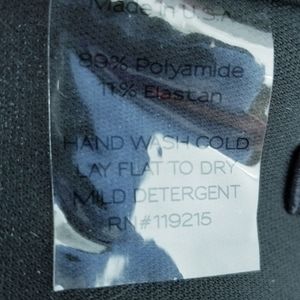 Made in U.S.A
89% Polyamide
11% Elastan
HAND WASH COLD
LAY FLAT TO DRY
MILD DETERGENT
RN#119215